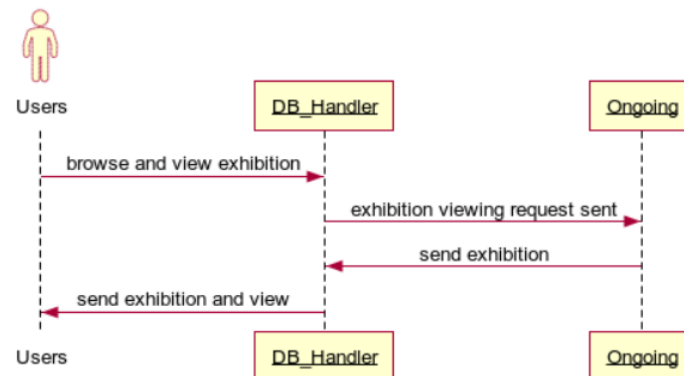 Users
DB_Handler
Ongoing
browse and view exhibition
exhibition viewing request sent
send exhibition
send exhibition and view
Users
DB_Handler
Ongoing